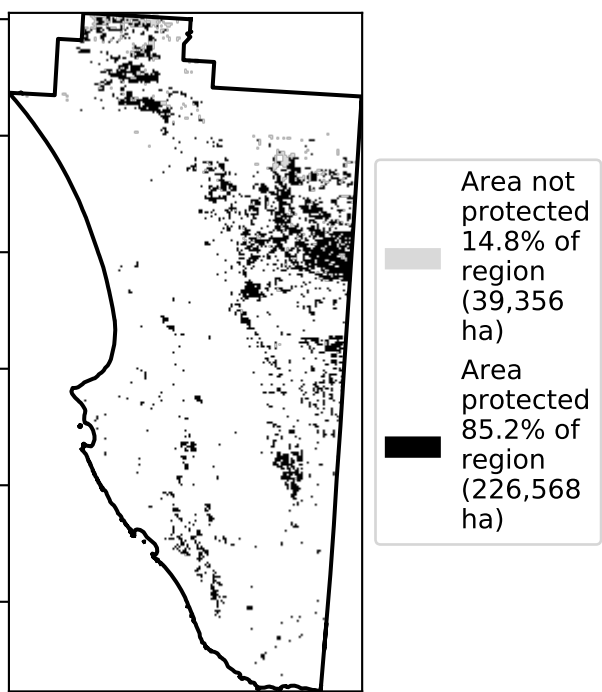 Area not
protected
14.8% of
region
(39,356
ha)
Area
protected
85.2% of
region
(226,568
ha)